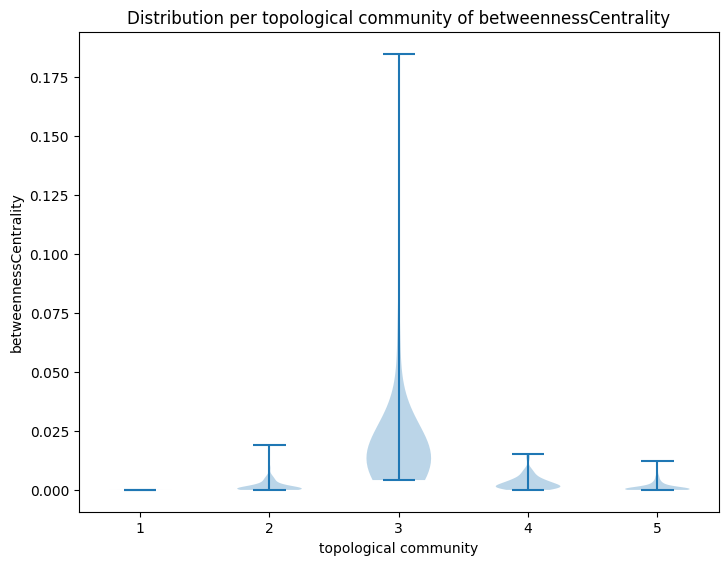 Distribution per topological community of betweennessCentrality
betweennessCentrality
0.175
0.150
0.125
0.100
0.075
0.050
0.025
0.000
1 2 3 4 5
topological community